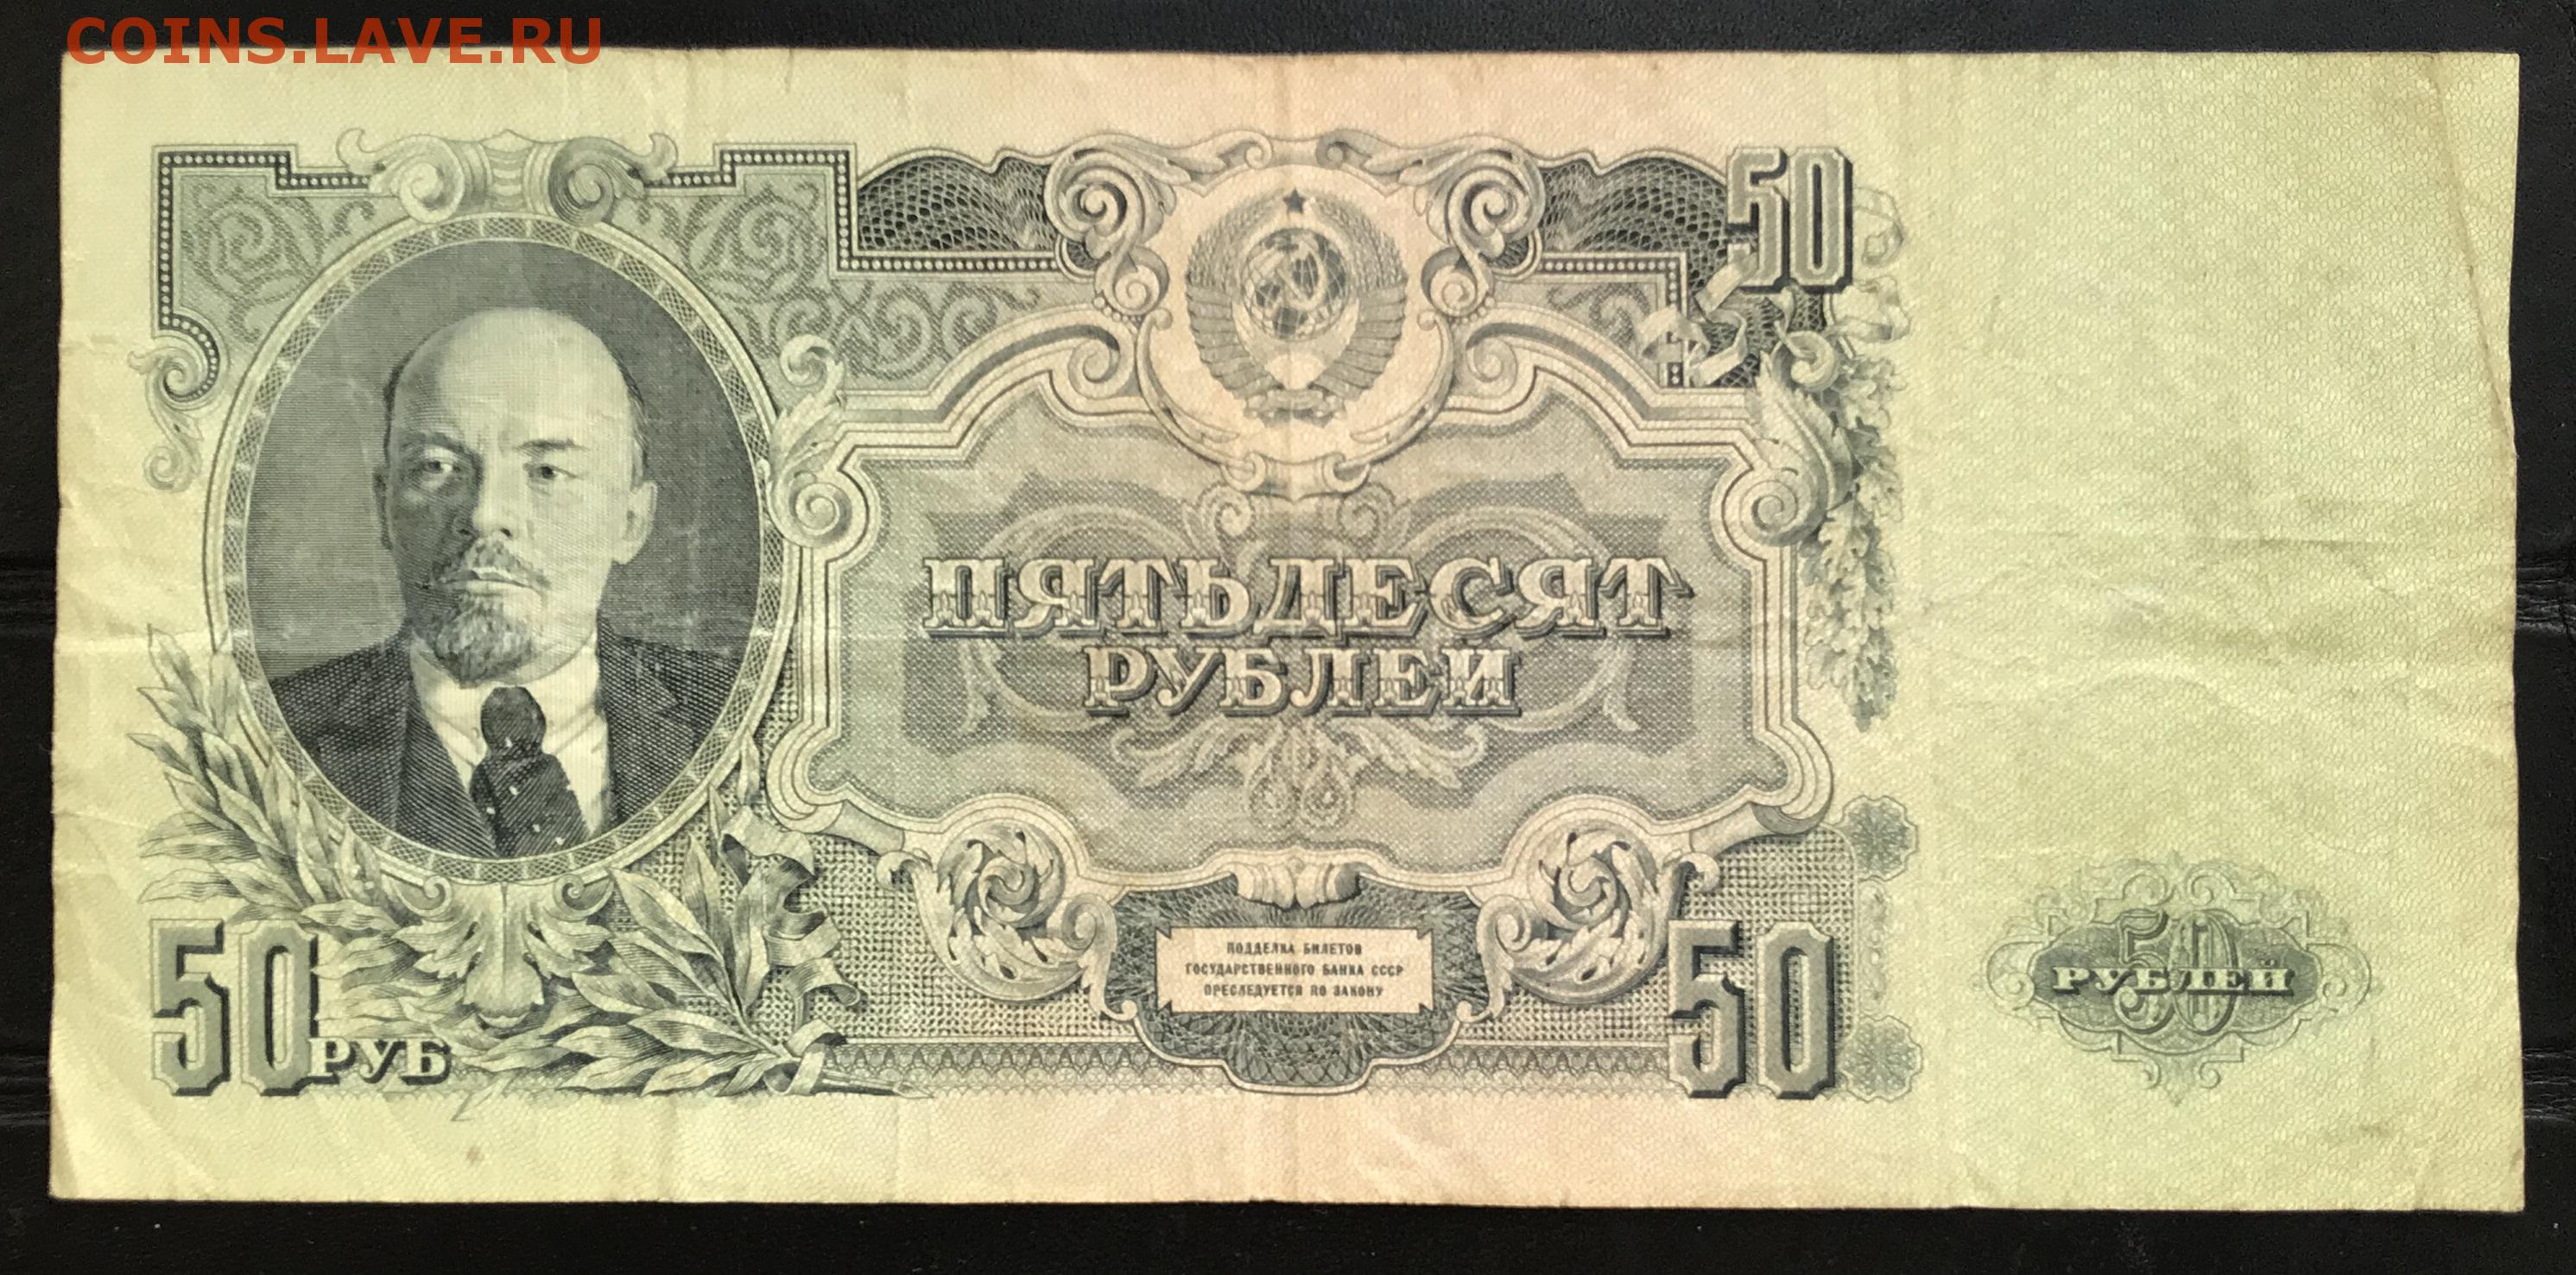 COINS.LAVE.RU
50
ПЯТЬДЕСЯТ
РУБЛЕЙ
ПОДДЕЛКА БИЛЕТОВ
ГОСУДАРСТВЕННОГО БАНКА СССР
ПРЕСЛЕДУЕТСЯ ПО ЗАКОНУ
50 РУБ
50
50
РУБЛЕЙ